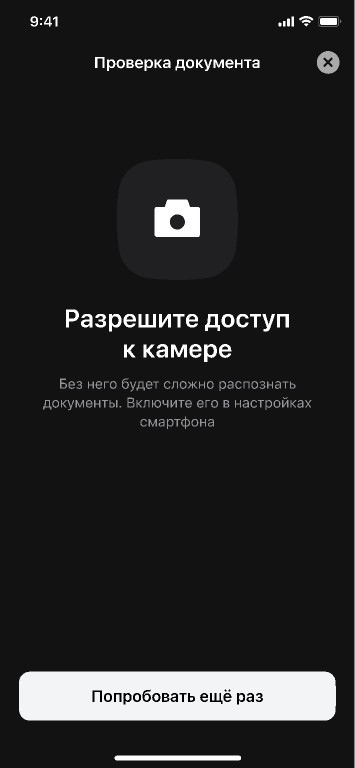 9:41
Проверка документа
Разрешите доступ
к камере
Без него будет сложно распознать
документы. Включите его в настройках
смартфона
Попробовать ещё раз